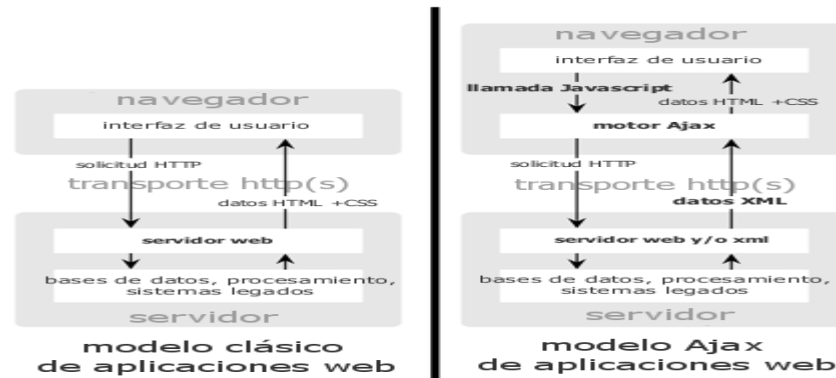 navegador
interfaz de usuario
solicitud HTTP
transporte http(s)
datos HTML +CSS
servidor web
bases de datos, procesamiento,
sistemas legados
servidor
modelo clásico
de aplicaciones web
navegador
interfaz de usuario
llamada Javascript
datos HTML +CSS
motor Ajax
solicitud HTTP
transporte http(s)
datos XML
servidor web y/o xml
bases de datos, procesamiento,
sistemas legados
servidor
modelo Ajax
de aplicaciones web